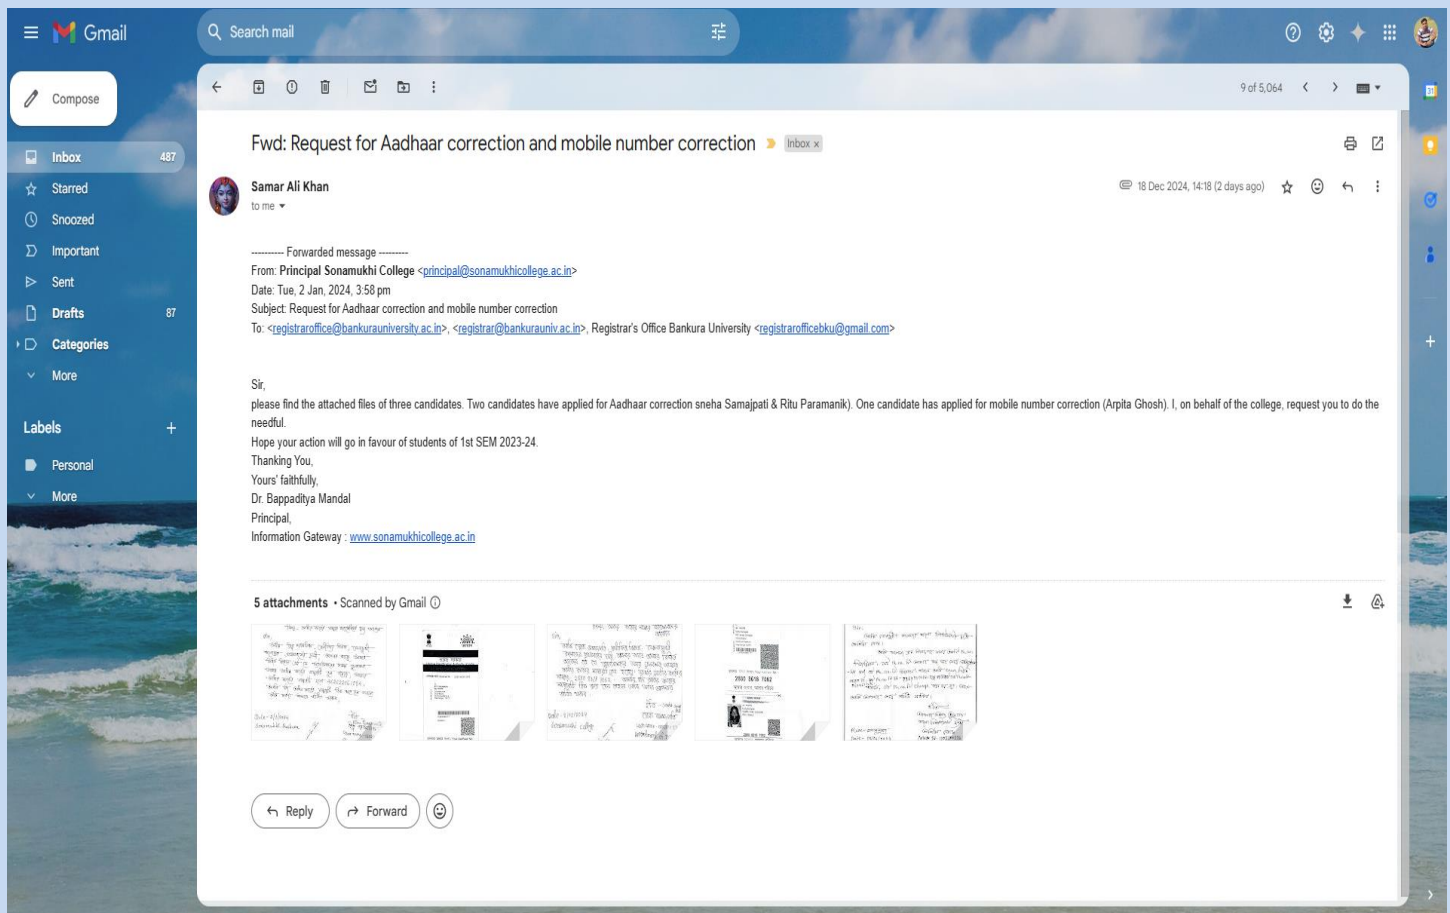 Gmail
Search mail
Compose
9 of 5,064
Inbox 487
Starred
Snoozed
Important
Sent
Drafts 87
Categories
More
Labels
Personal
More
Fwd: Request for Aadhaar correction and mobile number correction Inbox x
Samar Ali Khan
18 Dec 2024, 14:18 (2 days ago)
to me
---------- Forwarded message ---------
From: Principal Sonamukhi College <principal@sonamukhicollege.ac.in>
Date: Tue, 2 Jan, 2024, 3:58 pm
Subject: Request for Aadhaar correction and mobile number correction
To: <registraroffice@bankurauniversity.ac.in>, <registrar@bankurauniv.ac.in>, Registrar's Office Bankura University <registrarofficebku@gmail.com>
Sir,
please find the attached files of three candidates. Two candidates have applied for Aadhaar correction sneha Samajpati & Ritu Paramanik). One candidate has applied for mobile number correction (Arpita Ghosh). I, on behalf of the college, request you to do the
needful.
Hope your action will go in favour of students of 1st SEM 2023-24.
Thanking You,
Yours' faithfully,
Dr. Bappaditya Mandal
Principal,
Information Gateway : www.sonamukhicollege.ac.in
5 attachments • Scanned by Gmail
Reply
Forward
31